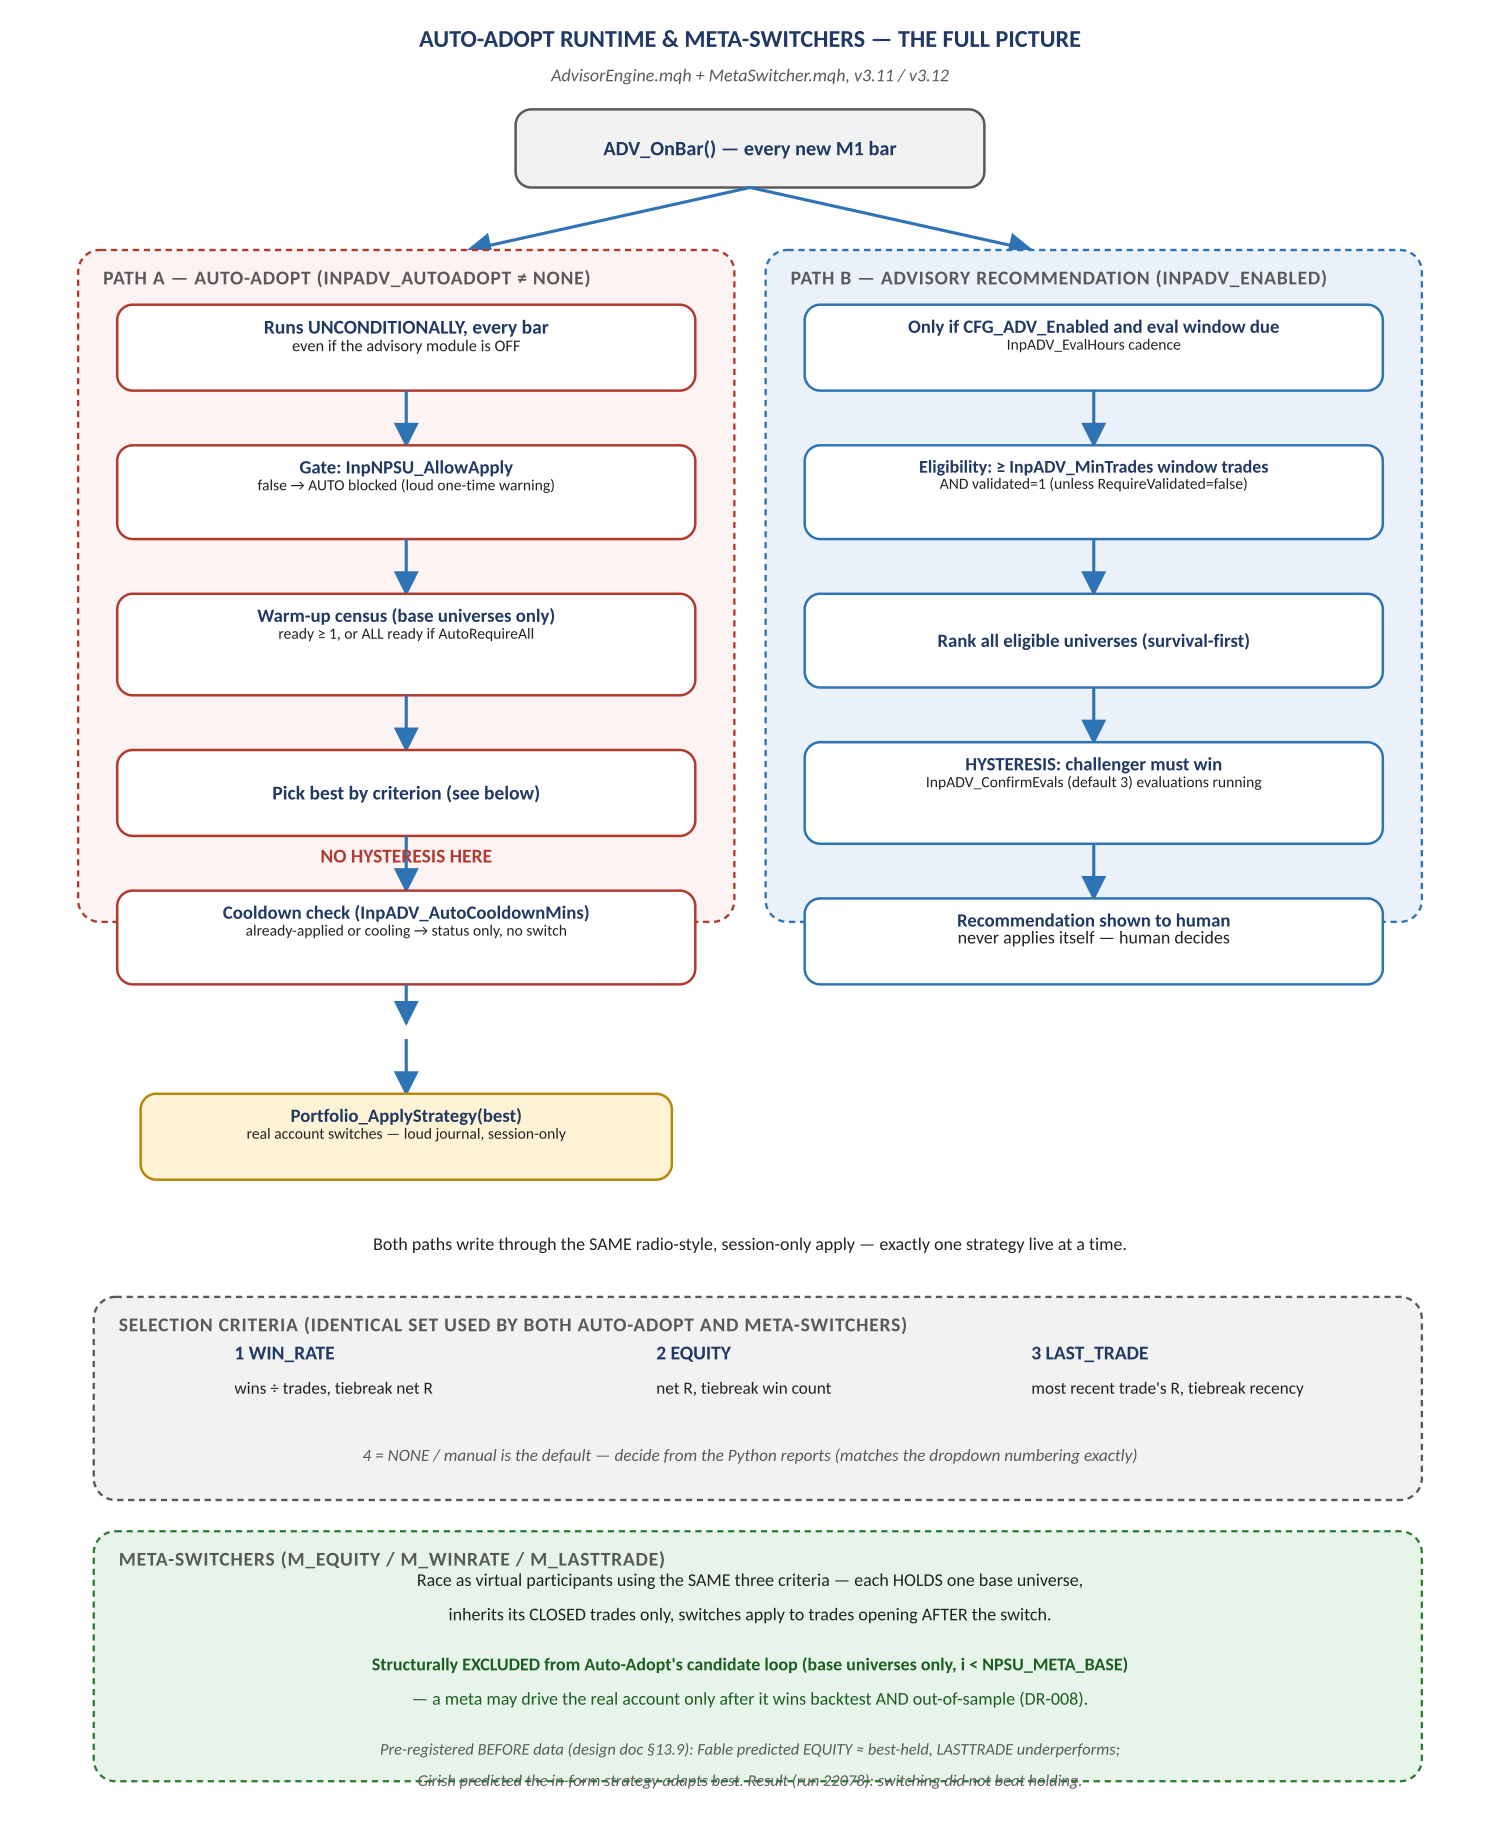 AUTO-ADOPT RUNTIME & META-SWITCHERS — THE FULL PICTURE
AdvisorEngine.mqh + MetaSwitcher.mqh, v3.11 / v3.12
ADV_OnBar() — every new M1 bar
PATH A — AUTO-ADOPT (INPADV_AUTOADOPT ≠ NONE)
Runs UNCONDITIONALLY, every bar
even if the advisory module is OFF
Gate: InpNPSU_AllowApply
false → AUTO blocked (loud one-time warning)
Warm-up census (base universes only)
ready ≥ 1, or ALL ready if AutoRequireAll
Pick best by criterion (see below)
NO HYSTERESIS HERE
Cooldown check (InpADV_AutoCooldownMins)
already-applied or cooling → status only, no switch
Portfolio_ApplyStrategy(best)
real account switches — loud journal, session-only
PATH B — ADVISORY RECOMMENDATION (INPADV_ENABLED)
Only if CFG_ADV_Enabled and eval window due
InpADV_EvalHours cadence
Eligibility: ≥ InpADV_MinTrades window trades
AND validated=1 (unless RequireValidated=false)
Rank all eligible universes (survival-first)
HYSTERESIS: challenger must win
InpADV_ConfirmEvals (default 3) evaluations running
Recommendation shown to human
never applies itself — human decides
Both paths write through the SAME radio-style, session-only apply — exactly one strategy live at a time.
SELECTION CRITERIA (IDENTICAL SET USED BY BOTH AUTO-ADOPT AND META-SWITCHERS)
1 WIN_RATE
wins ÷ trades, tiebreak net R
2 EQUITY
net R, tiebreak win count
3 LAST_TRADE
most recent trade's R, tiebreak recency
4 = NONE / manual is the default — decide from the Python reports (matches the dropdown numbering exactly)
META-SWITCHERS (M_EQUITY / M_WINRATE / M_LASTTRADE)
Race as virtual participants using the SAME three criteria — each HOLDS one base universe,
inherits its CLOSED trades only, switches apply to trades opening AFTER the switch.
Structurally EXCLUDED from Auto-Adopt's candidate loop (base universes only, i < NPSU_META_BASE)
— a meta may drive the real account only after it wins backtest AND out-of-sample (DR-008).
Pre-registered BEFORE data (design doc §13.9): Fable predicted EQUITY ≈ best-held, LASTTRADE underperforms;
Girish predicted the in-form strategy adapts best. Result (run 22078): switching did not beat holding.